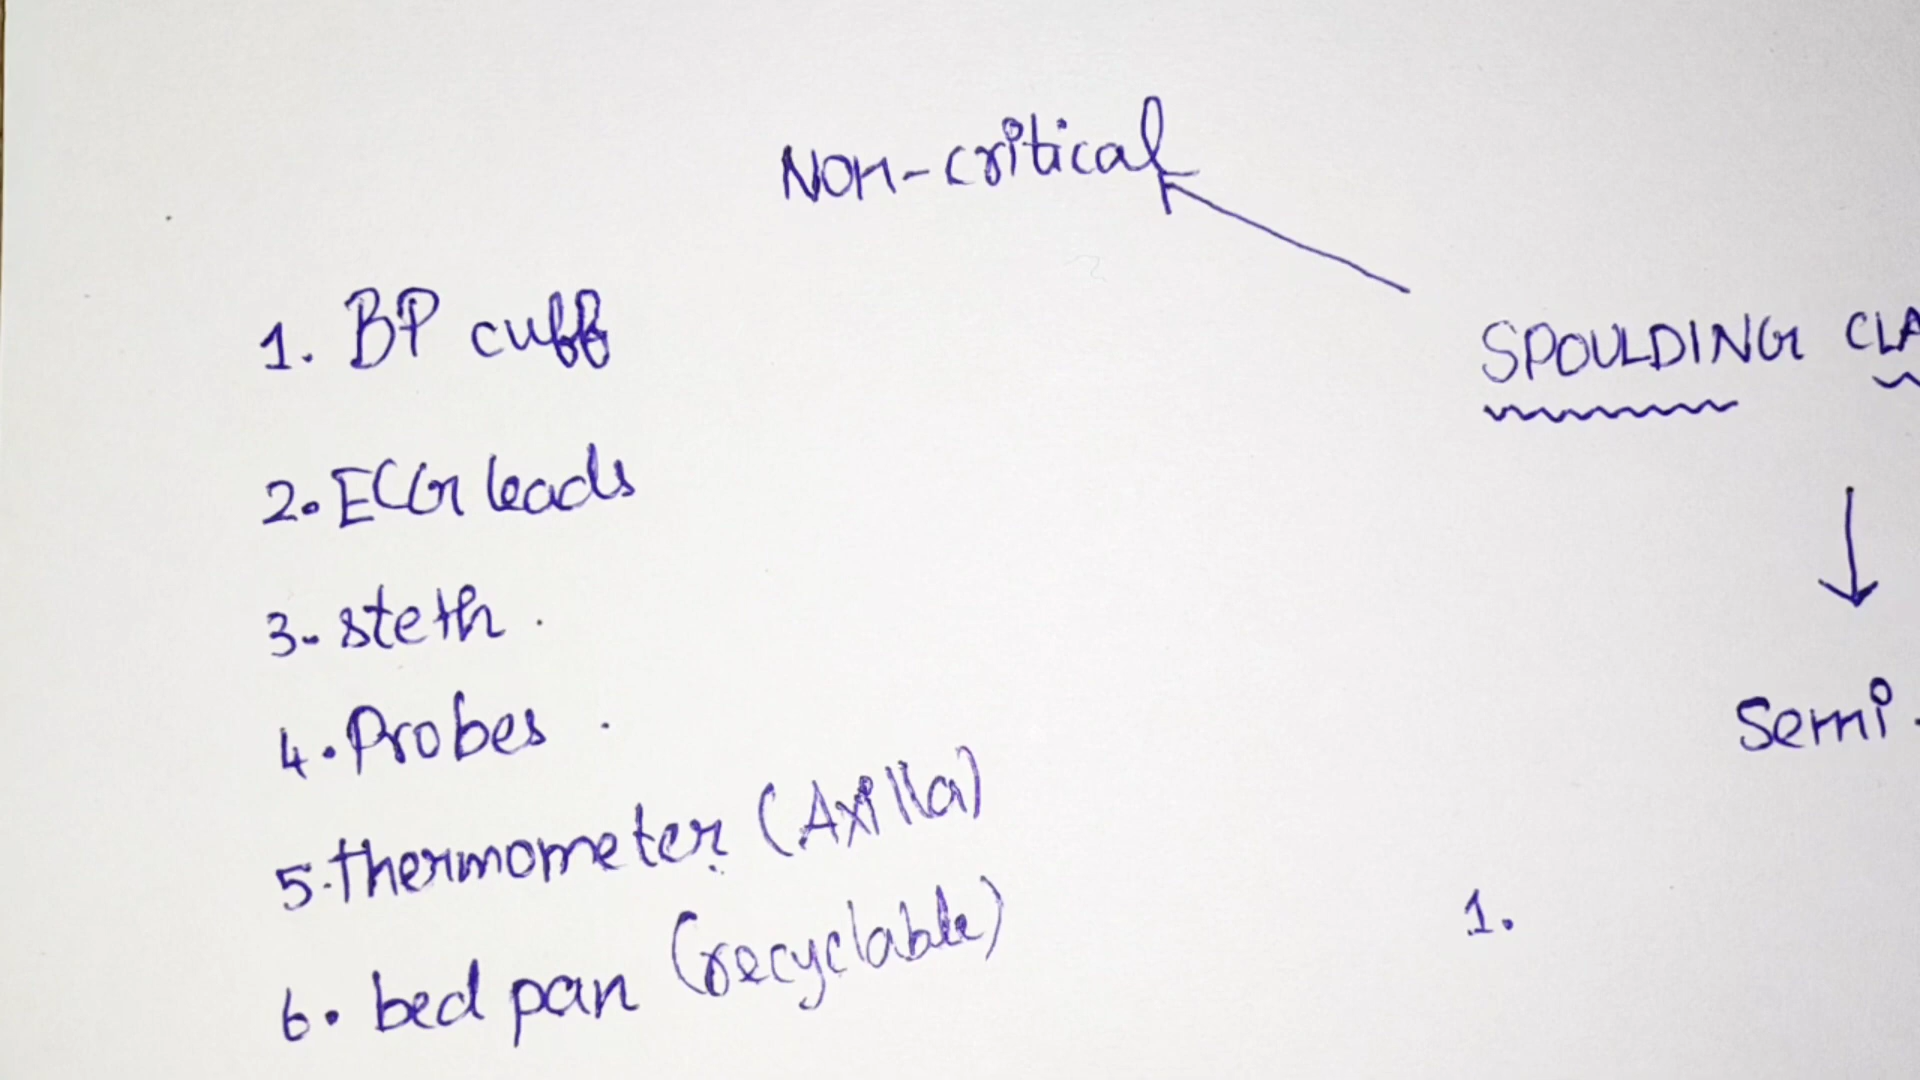 Non-critical
SPOULDING CLA
1. BP cuff
2. ECG leads
3- steth .
Semi-
4. Probes .
5. thermometer (Axilla)
1.
6. bed pan (recyclable)